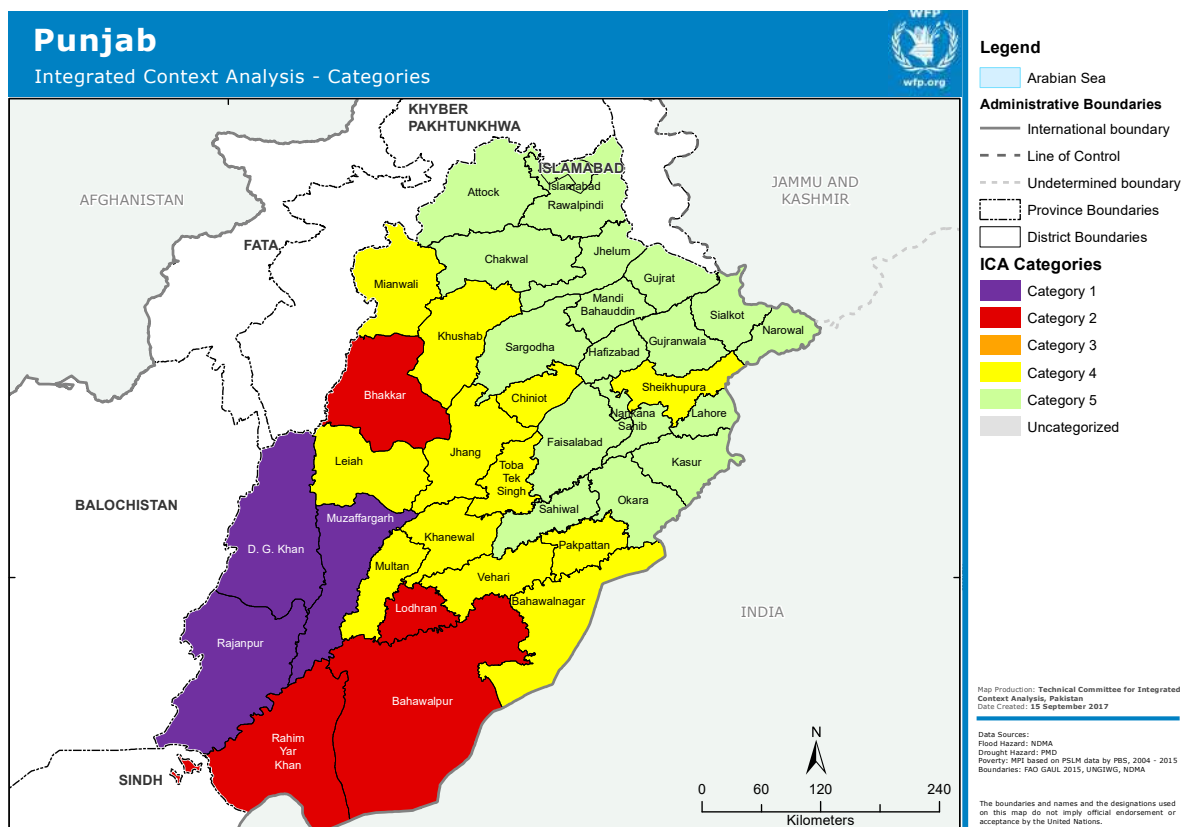 Punjab
Integrated Context Analysis - Categories
WFP
wfp.org
KHYBER
PAKHTUNKHWA
ISLAMABAD
Islamabad
Attock
Rawalpindi
AFGHANISTAN
JAMMU AND
KASHMIR
FATA
Chakwal
Jhelum
Gujrat
Mianwali
Mandi
Bahauddin
Sialkot
Narowal
Khushab
Sargodha
Hafizabad
Gujranwala
Bhakkar
Chiniot
Sheikhupura
Nankana
Sahib
Lahore
Faisalabad
Leiah
Jhang
Toba
Tek
Singh
Kasur
BALOCHISTAN
Okara
Sahiwal
Muzaffargarh
D. G. Khan
Khanewal
Pakpattan
Multan
Vehari
Lodhran
Bahawalnagar
INDIA
Rajanpur
Bahawalpur
Rahim
Yar
Khan
SINDH
N
0 60 120 240
Kilometers
Legend
Arabian Sea
Administrative Boundaries
International boundary
Line of Control
Undetermined boundary
Province Boundaries
District Boundaries
ICA Categories
Category 1
Category 2
Category 3
Category 4
Category 5
Uncategorized
Map Production: Technical Committee for Integrated
Context Analysis, Pakistan
Date Created: 15 September 2017
Data Sources:
Flood Hazard: NDMA
Drought Hazard: PMD
Poverty: MPI based on PSLM data by PBS, 2004 - 2015
Boundaries: FAO GAUL 2015, UNGIWG, NDMA
The boundaries and names and the designations used
on this map do not imply official endorsement or
acceptance by the United Nations.